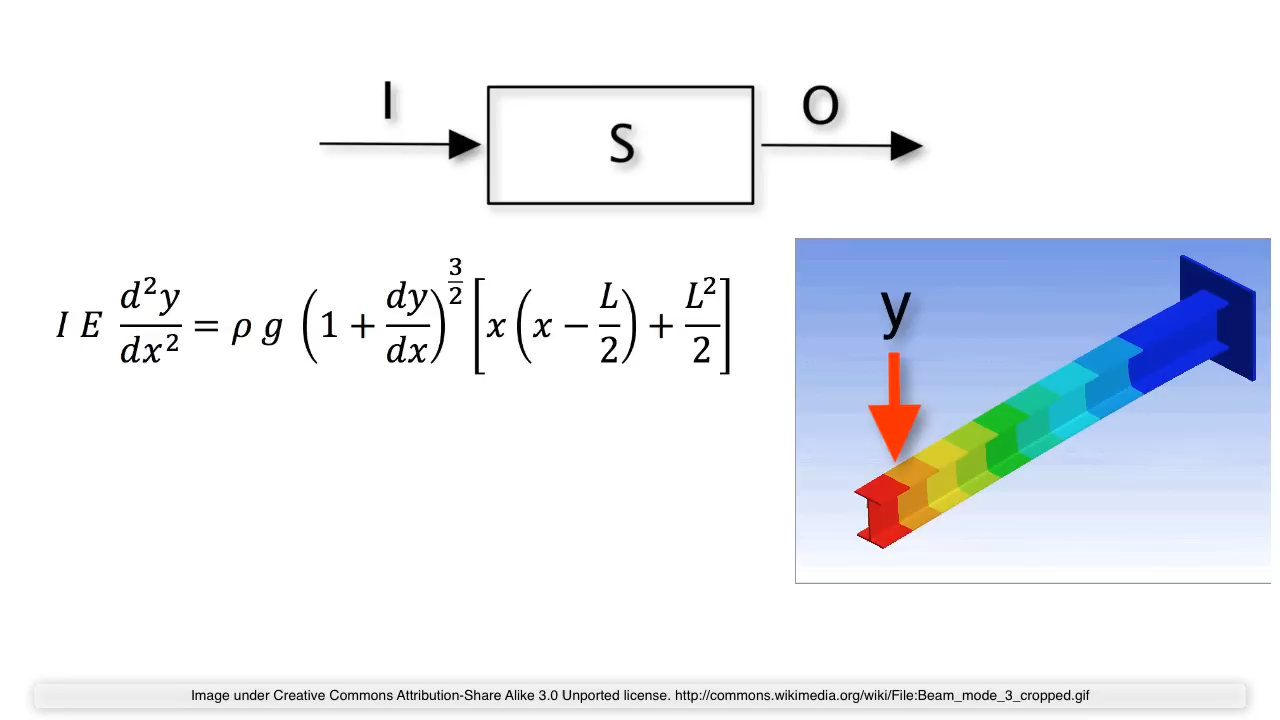 I S O
I E d²y/dx² = ρ g (1 + dy/dx)^(3/2) [x (x − L/2) + L²/2]
y
Image under Creative Commons Attribution-Share Alike 3.0 Unported license. http://commons.wikimedia.org/wiki/File:Beam_mode_3_cropped.gif